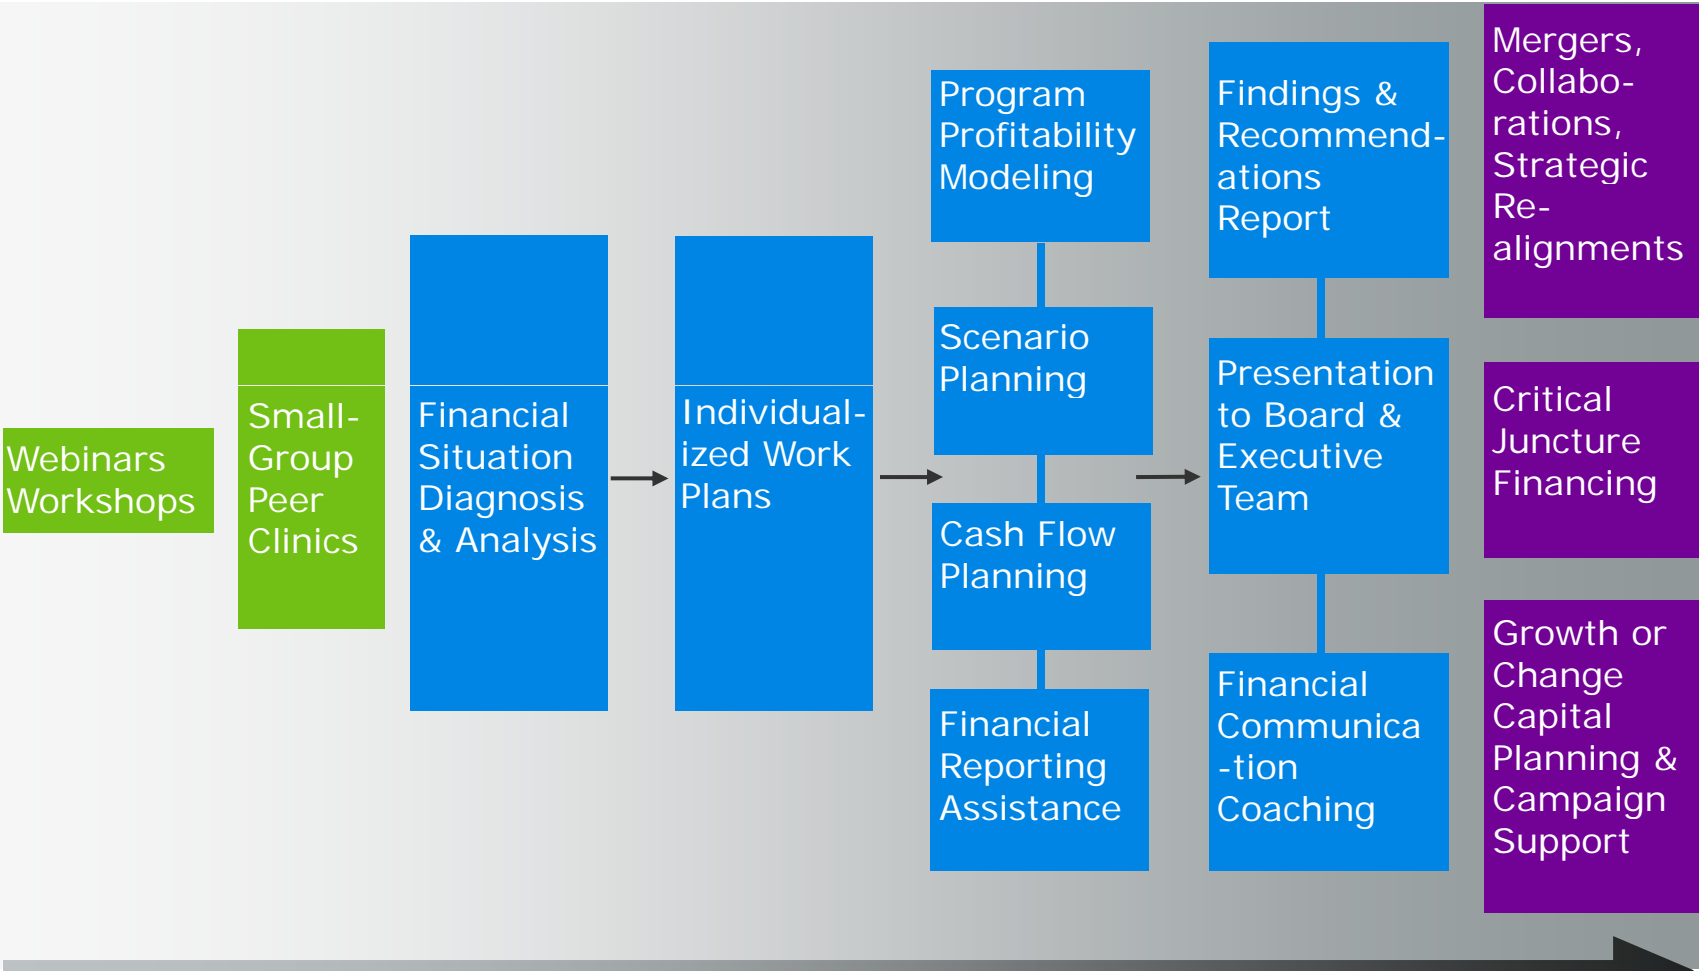 Webinars
Workshops
Small-
Group
Peer
Clinics
Financial
Situation
Diagnosis
& Analysis
Individual-
ized Work
Plans
Program
Profitability
Modeling
Scenario
Planning
Cash Flow
Planning
Financial
Reporting
Assistance
Findings &
Recommend-
ations
Report
Presentation
to Board &
Executive
Team
Financial
Communica
-tion
Coaching
Mergers,
Collabo-
rations,
Strategic
Re-
alignments
Critical
Juncture
Financing
Growth or
Change
Capital
Planning &
Campaign
Support